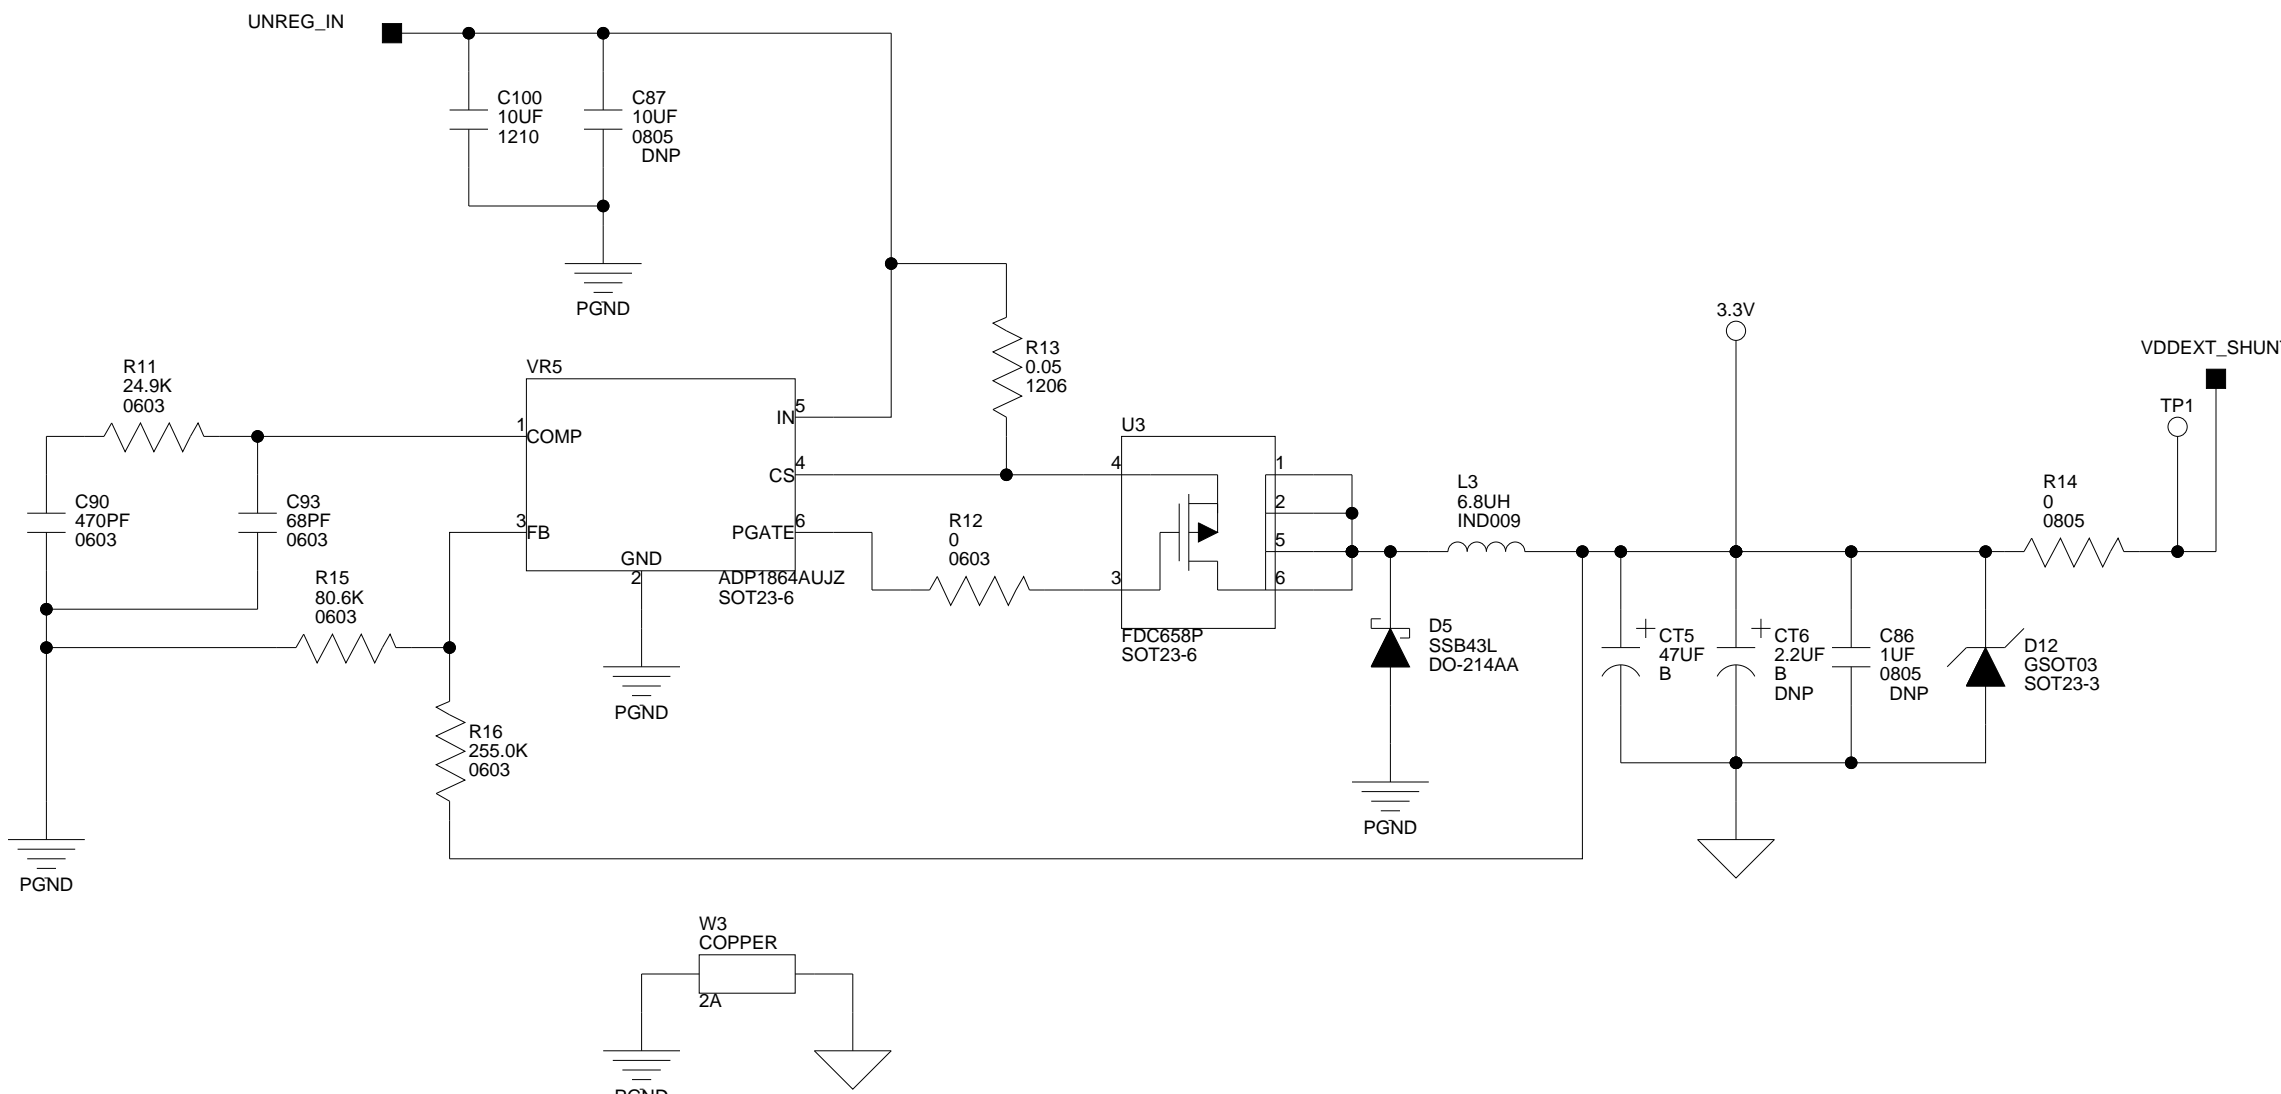 UNREG_IN
C100
10UF
1210
C87
10UF
0805
DNP
PGND
R13
0.05
1206
3.3V
VDDEXT_SHUN
TP1
R11
24.9K
0603
VR5
1
COMP
IN
5
CS
4
3
FB
PGATE
6
GND
2
ADP1864AUJZ
SOT23-6
PGND
C90
470PF
0603
C93
68PF
0603
R15
80.6K
0603
R12
0
0603
U3
4
3
1
2
5
6
FDC658P
SOT23-6
L3
6.8UH
IND009
R14
0
0805
D5
SSB43L
DO-214AA
PGND
CT5
47UF
B
CT6
2.2UF
B
DNP
C86
1UF
0805
DNP
D12
GSOT03
SOT23-3
R16
255.0K
0603
PGND
W3
COPPER
2A
PGND